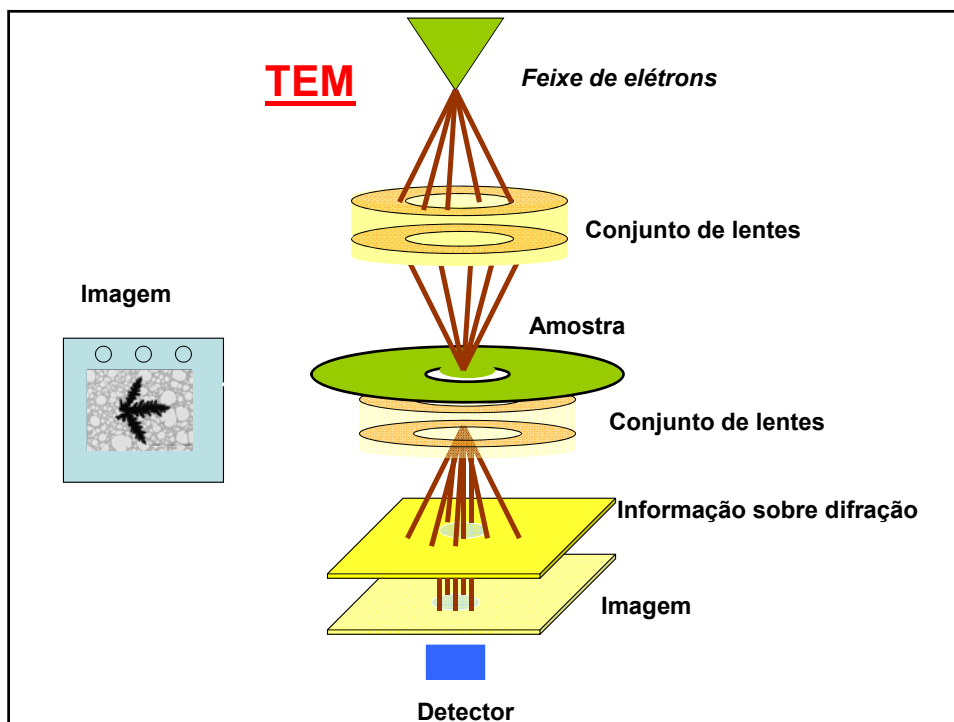 TEM
Feixe de elétrons
Conjunto de lentes
Imagem
Amostra
Conjunto de lentes
Informação sobre difração
Imagem
Detector